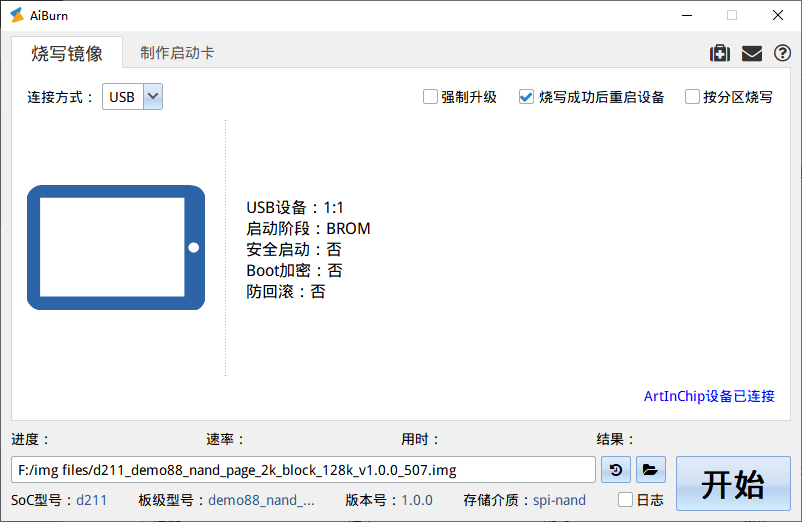 AiBurn
烧写镜像 制作启动卡
连接方式： USB 强制升级 烧写成功后重启设备 按分区烧写
USB设备：1:1
启动阶段：BROM
安全启动：否
Boot加密：否
防回滚：否
ArtInChip设备已连接
进度： 速率： 用时： 结果：
F:/img files/d211_demo88_nand_page_2k_block_128k_v1.0.0_507.img
开始
SoC型号：d211 板级型号：demo88_nand_... 版本号：1.0.0 存储介质：spi-nand 日志